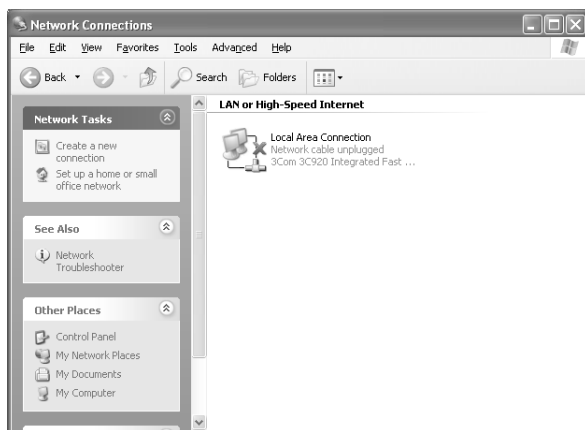 Network Connections
File Edit View Favorites Tools Advanced Help
Back Search Folders
Network Tasks
Create a new
connection
Set up a home or small
office network
See Also
Network
Troubleshooter
Other Places
Control Panel
My Network Places
My Documents
My Computer
LAN or High-Speed Internet
Local Area Connection
Network cable unplugged
3Com 3C920 Integrated Fast ...